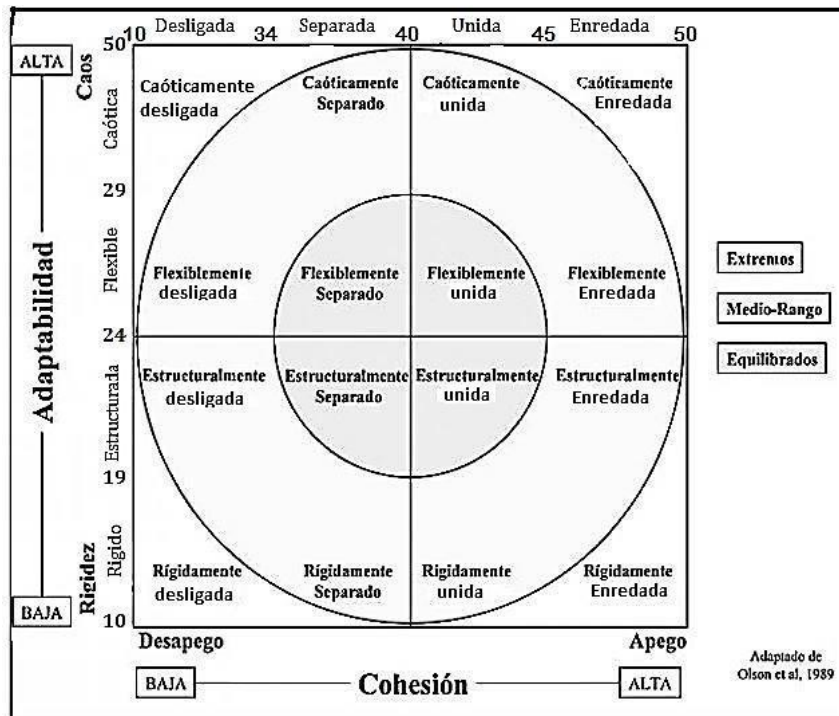 10 Desligada 34 Separada 40 Unida 45 Enredada 50
50
ALTA
Caos
Caótica
Caóticamente
desligada
Caóticamente
Separado
Caóticamente
unida
Caóticamente
Enredada
29
Adaptabilidad
Flexible
Flexiblemente
desligada
Flexiblemente
Separado
Flexiblemente
unida
Flexiblemente
Enredada
24
Estructurada
Estructuralmente
desligada
Estructuralmente
Separado
Estructuralmente
unida
Estructuralmente
Enredada
19
Rígido
Rigidez
Rígidamente
desligada
Rígidamente
Separado
Rigidamente
unida
Rígidamente
Enredada
BAJA
10
Desapego
Apego
BAJA
Cohesión
ALTA
Extremos
Medio-Rango
Equilibrados
Adaptado de
Olson et al, 1989